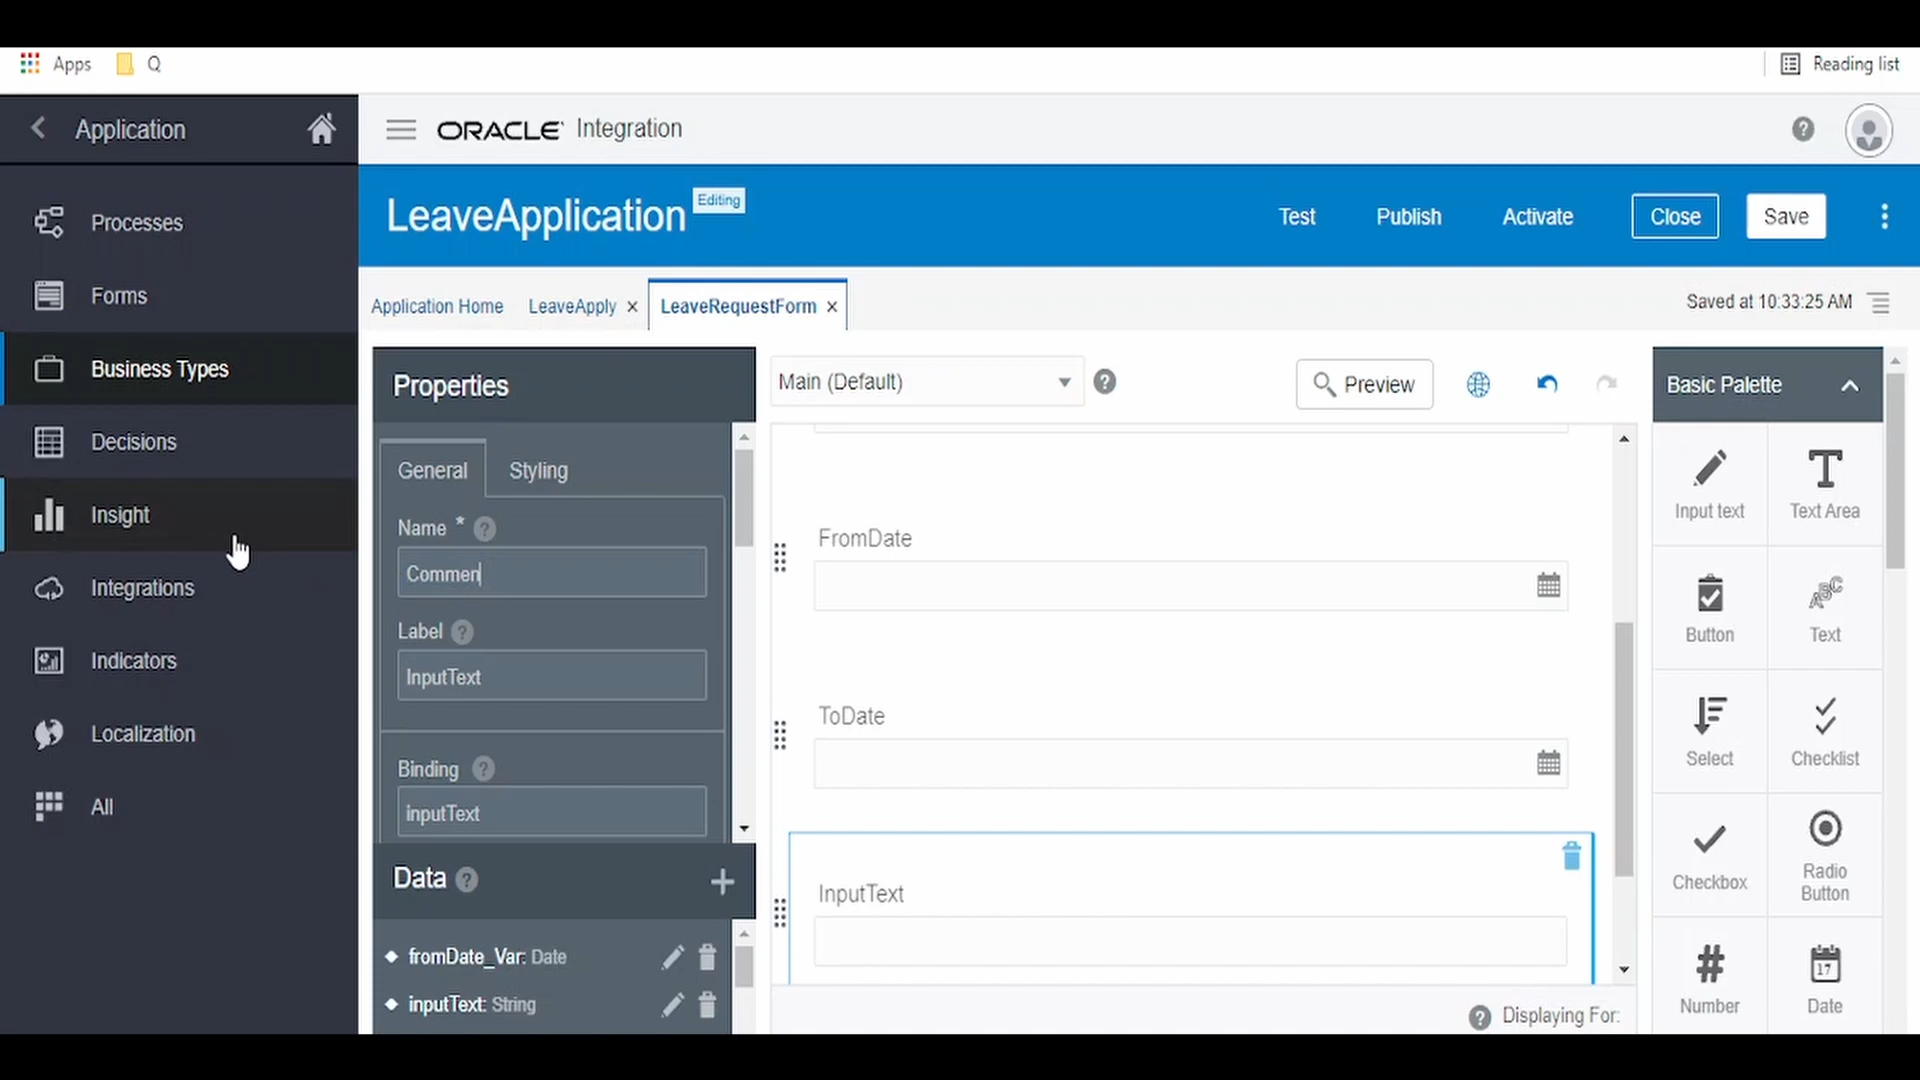 Apps
Q
Reading list
Application
ORACLE Integration
LeaveApplication
Editing
Test
Publish
Activate
Close
Save
Processes
Forms
Business Types
Decisions
Insight
Integrations
Indicators
Localization
All
Application Home
LeaveApply ×
LeaveRequestForm ×
Saved at 10:33:25 AM
Properties
General
Styling
Name * ?
Commen
Label ?
InputText
Binding ?
inputText
Data ?
fromDate_Var: Date
inputText: String
Main (Default)
?
Preview
FromDate
ToDate
InputText
? Displaying For:
Basic Palette
Input text
Text Area
Button
ABC
Text
Select
Checklist
Checkbox
Radio
Button
#
Number
17
Date